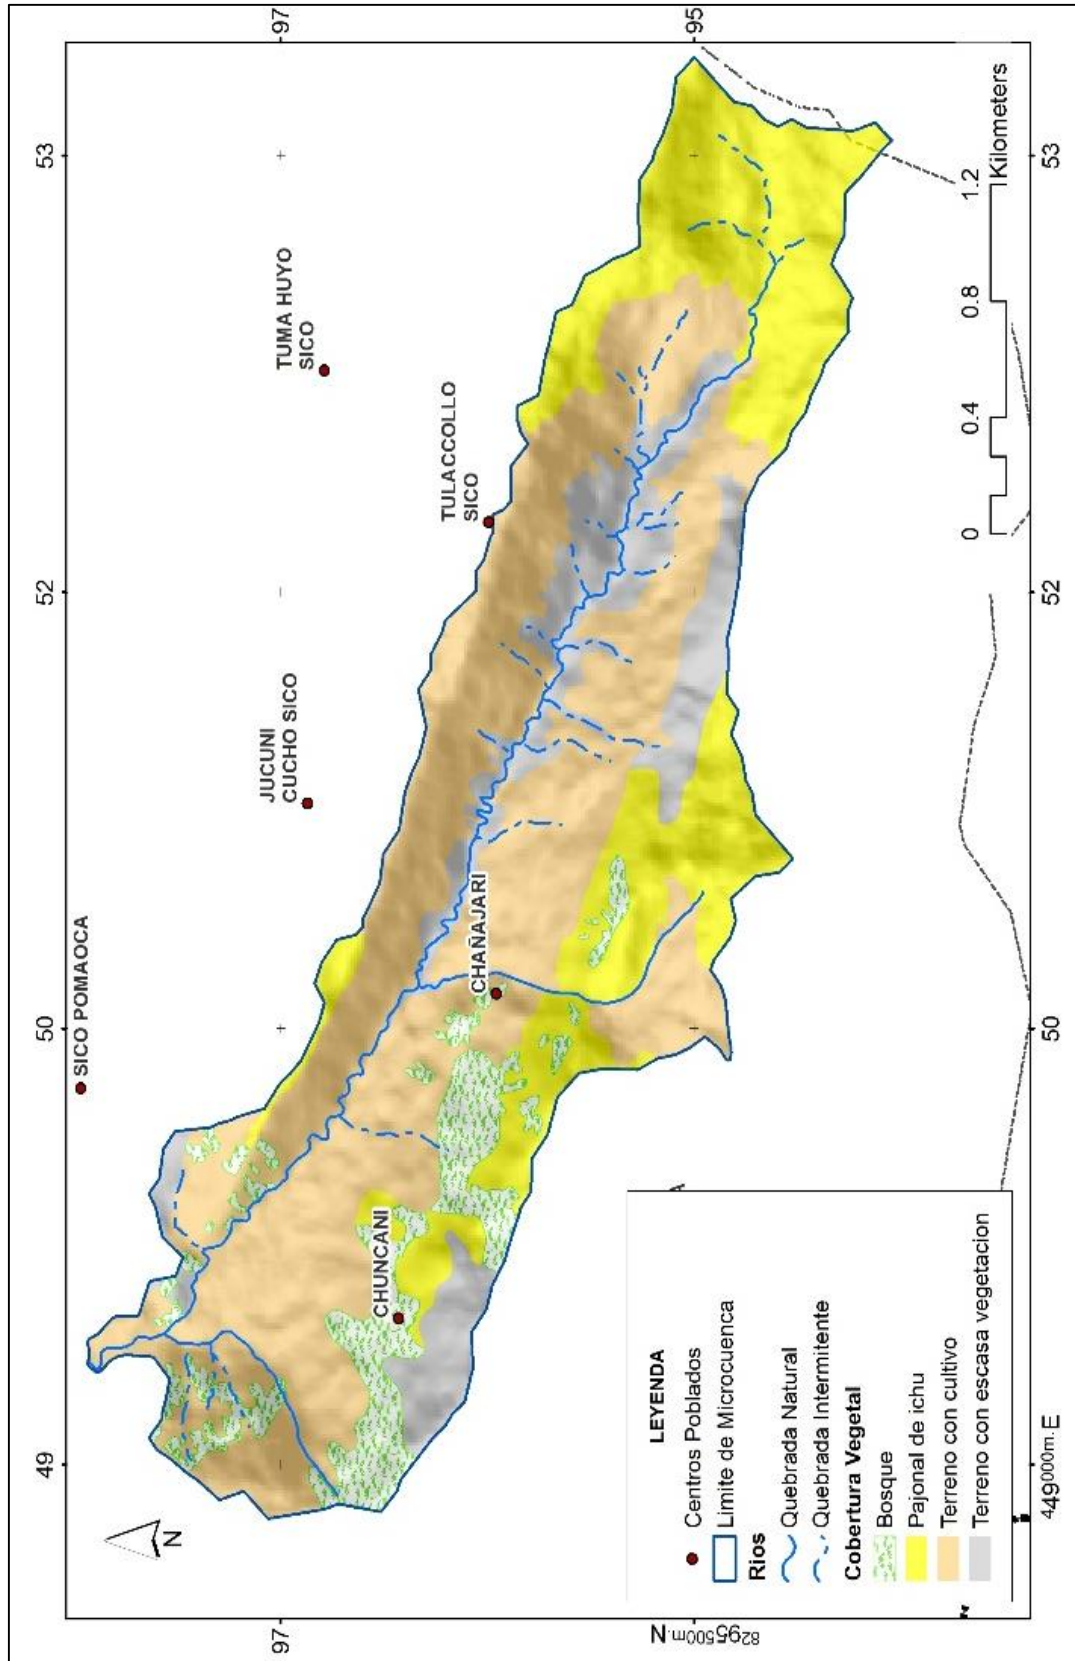 49
50
52
53
97
97
95
8295500m.N
449000m.E
N
SICO POMAOCA
JUCUNI
CUCHO SICO
TUMA HUYO
SICO
TULACCOLLO
SICO
CHAÑAJARI
CHUNCANI
LEYENDA
Centros Poblados
Limite de Microcuenca
Rios
Quebrada Natural
Quebrada Intermitente
Cobertura Vegetal
Bosque
Pajonal de ichu
Terreno con cultivo
Terreno con escasa vegetacion
0 0.4 0.8 1.2
Kilometers
50
52
53
95